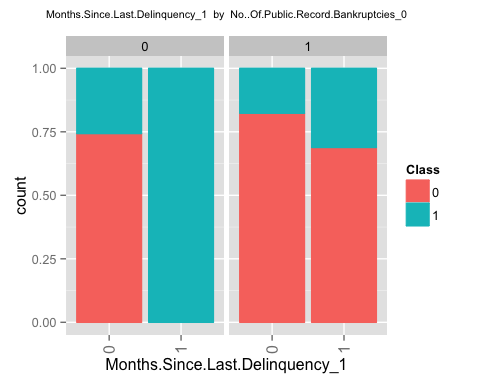 Months.Since.Last.Delinquency_1 by No..Of.Public.Record.Bankruptcies_0
0 1
1.00
0.75
0.50
0.25
0.00
count
0 1 0 1
Months.Since.Last.Delinquency_1
Class
0
1